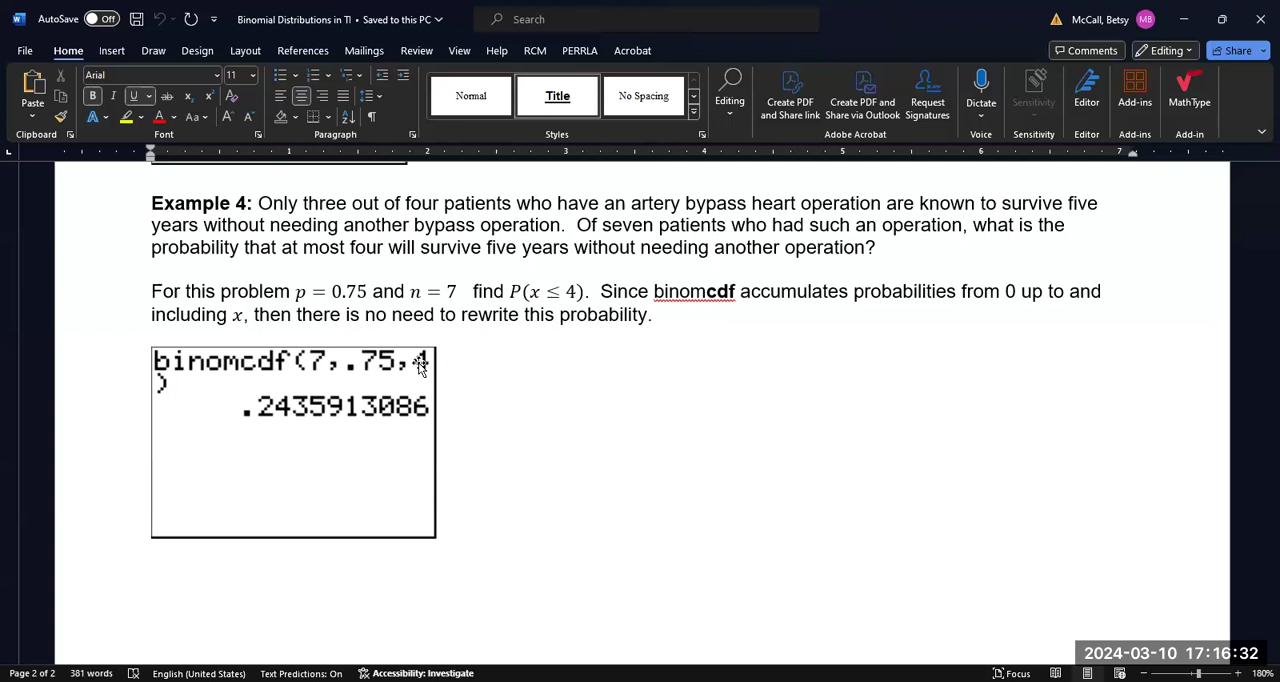 AutoSave Off Binomial Distributions in TI • Saved to this PC Search McCall, Betsy MB
File Home Insert Draw Design Layout References Mailings Review View Help RCM PERRLA Acrobat Comments Editing Share
Arial 11
Paste
Normal Title No Spacing
Editing
Create PDF and Share link
Create PDF and Share via Outlook
Request Signatures
Dictate
Sensitivity
Editor
Add-ins
MathType
Clipboard Font Paragraph Styles Adobe Acrobat Voice Sensitivity Editor Add-ins Add-in
1 2 3 4 5 6 7
Example 4: Only three out of four patients who have an artery bypass heart operation are known to survive five
years without needing another bypass operation. Of seven patients who had such an operation, what is the
probability that at most four will survive five years without needing another operation?
For this problem p = 0.75 and n = 7 find P(x ≤ 4). Since binomcdf accumulates probabilities from 0 up to and
including x, then there is no need to rewrite this probability.
binomcdf(7,.75,4
)
.2435913086
2024-03-10 17:16:32
Page 2 of 2 381 words English (United States) Text Predictions: On Accessibility: Investigate Focus 180%